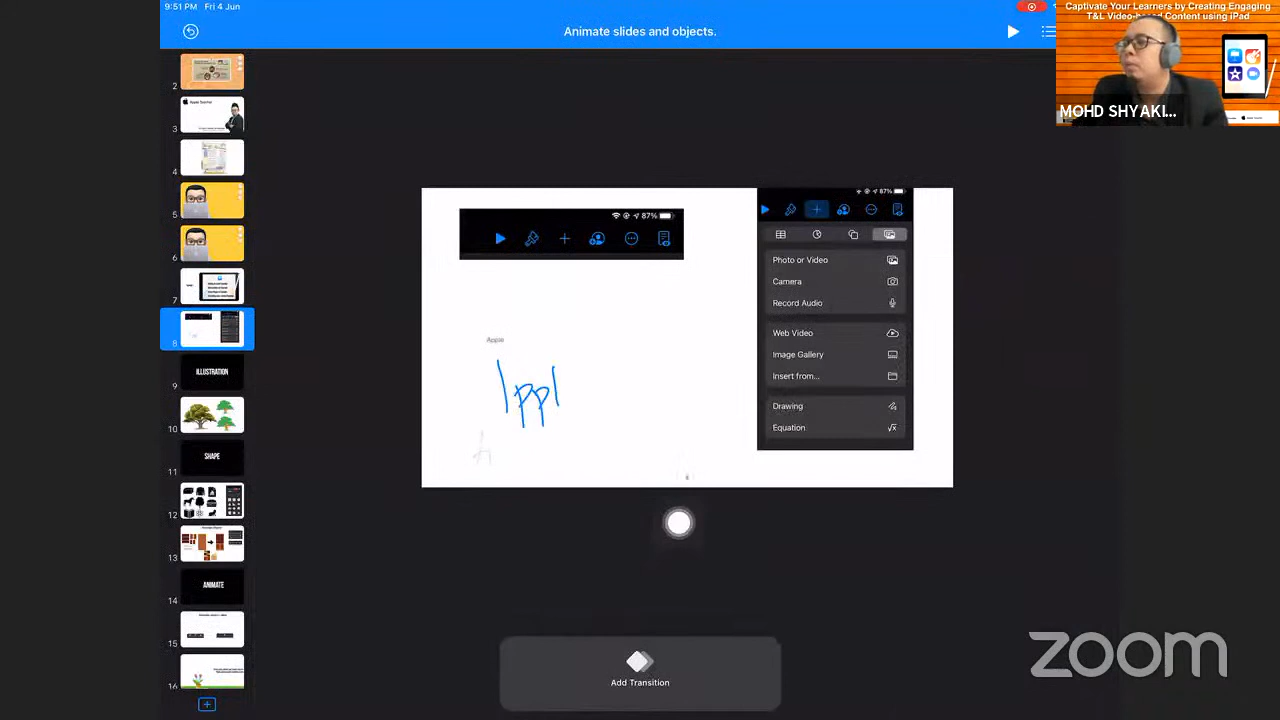 9:51 PM Fri 4 Jun
Animate slides and objects.
Captivate Your Learners by Creating Engaging
T&L Video-based Content using iPad
MOHD SHYAKI...
2
3
Apple Teacher
4
5
6
7
8
9
ILLUSTRATION
10
11
SHAPE
12
13
14
ANIMATE
15
16
87%
Apple
87%
Photo or Video
Camera
Record Audio
Web Video
Image Gallery
Insert from...
Drawing
Equation
Add Transition
zoom